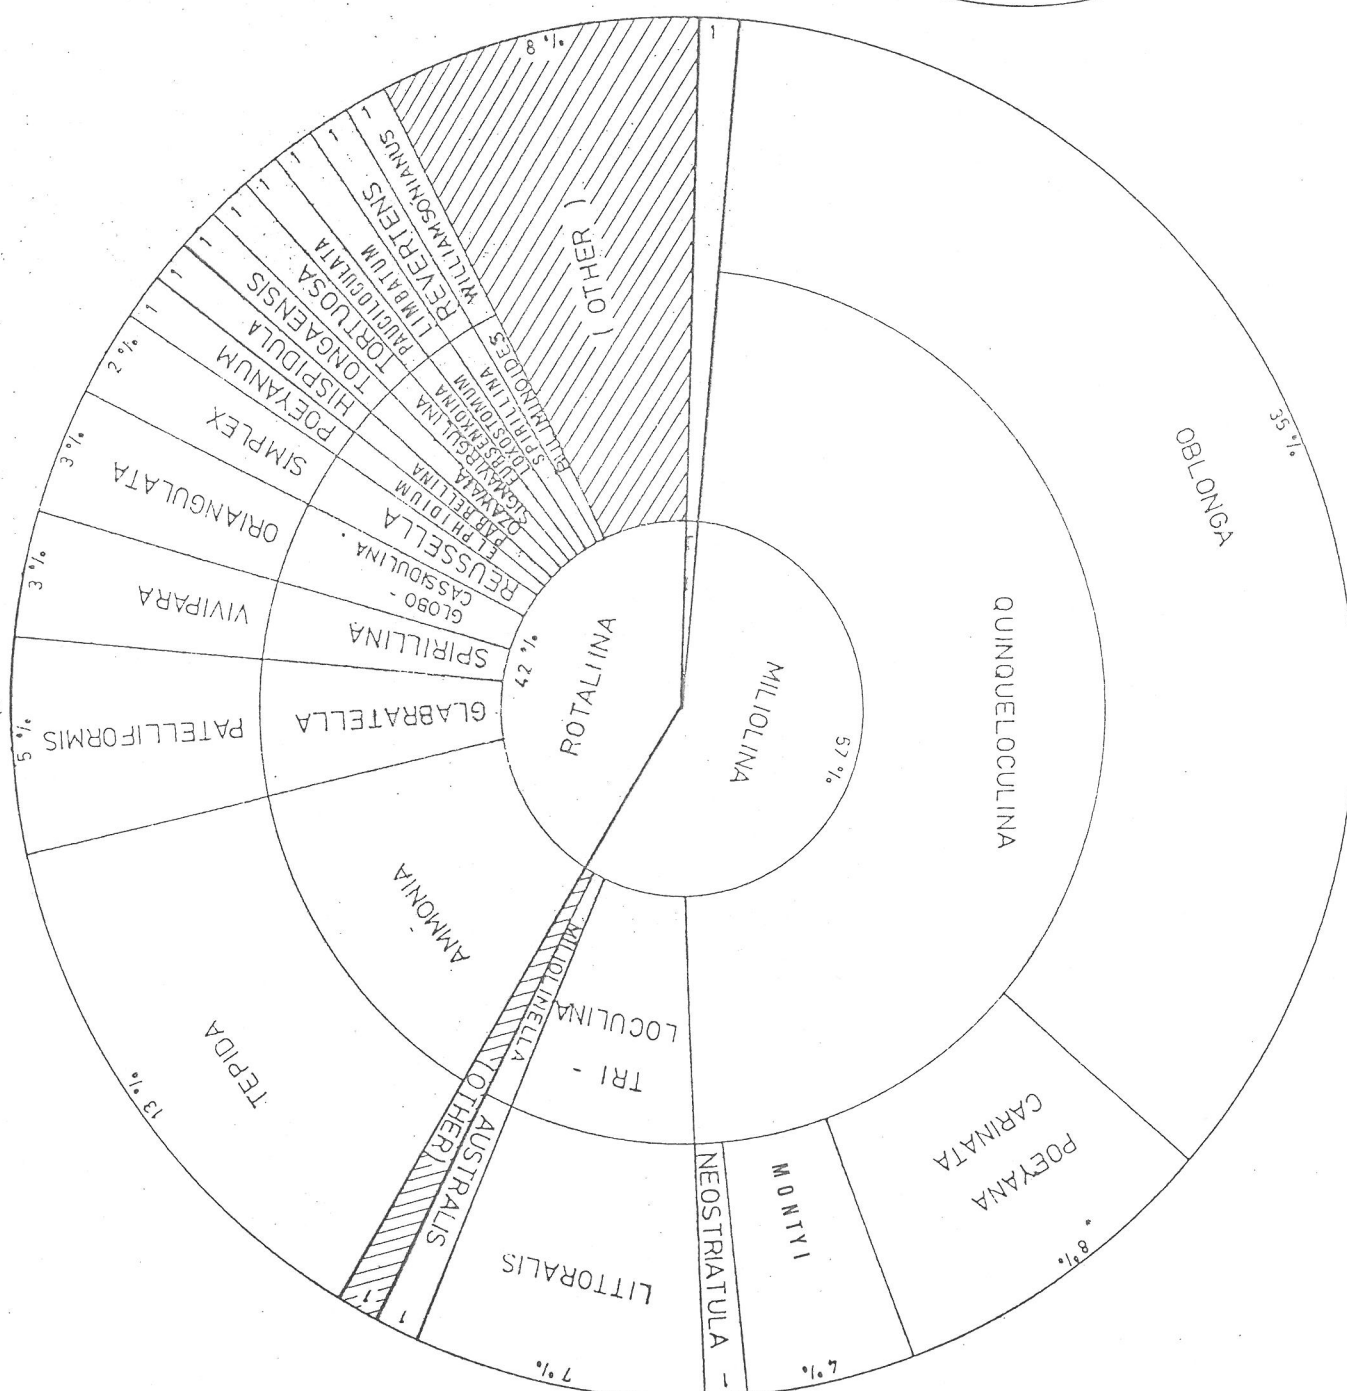 1
35 %
OBLONGA
QUINQUELOCULINA
MILIOLINA
57 %
8 %
POEYANA
CARINATA
4 %
MONTYI
1
NEOSTRIATULA
7 %
LITTORALIS
TRI -
LOCULINA
1
AUSTRALIS
MILIOLINELLA
1
(OTHER)
ROTALIINA
42 %
13 %
TEPIDA
AMMONIA
5 %
PATELLIFORMIS
GLABRATELLA
3 %
VIVIPARA
SPIRILLINA
3 %
ORIANGULATA
GLOBO -
CASSIDULINA
2 %
SIMPLEX
REUSSELLA
1
POEYANUM
ELPHIDIUM
1
HISPIDULA
1
TONGAENSIS
1
TORTUOSA
SIGMAVIRGULINA
1
PAUCILOCULATA
1
LIMBATUM
LOXOSTOMUM
1
REVERTENS
SPIRILLINA
1
WILLIAMSONIANUS
8 %
(OTHER)